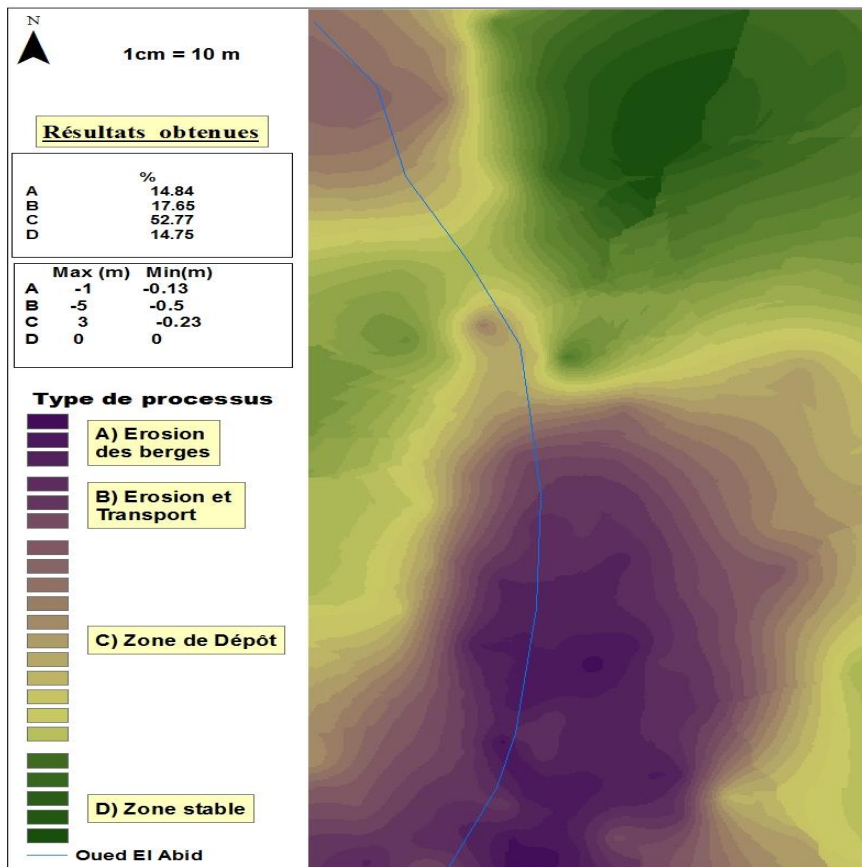 N
1cm = 10 m
Résultats obtenues
%
A 14.84
B 17.65
C 52.77
D 14.75
Max (m) Min(m)
A -1 -0.13
B -5 -0.5
C 3 -0.23
D 0 0
Type de processus
A) Erosion
des berges
B) Erosion et
Transport
C) Zone de Dépôt
D) Zone stable
Oued El Abid